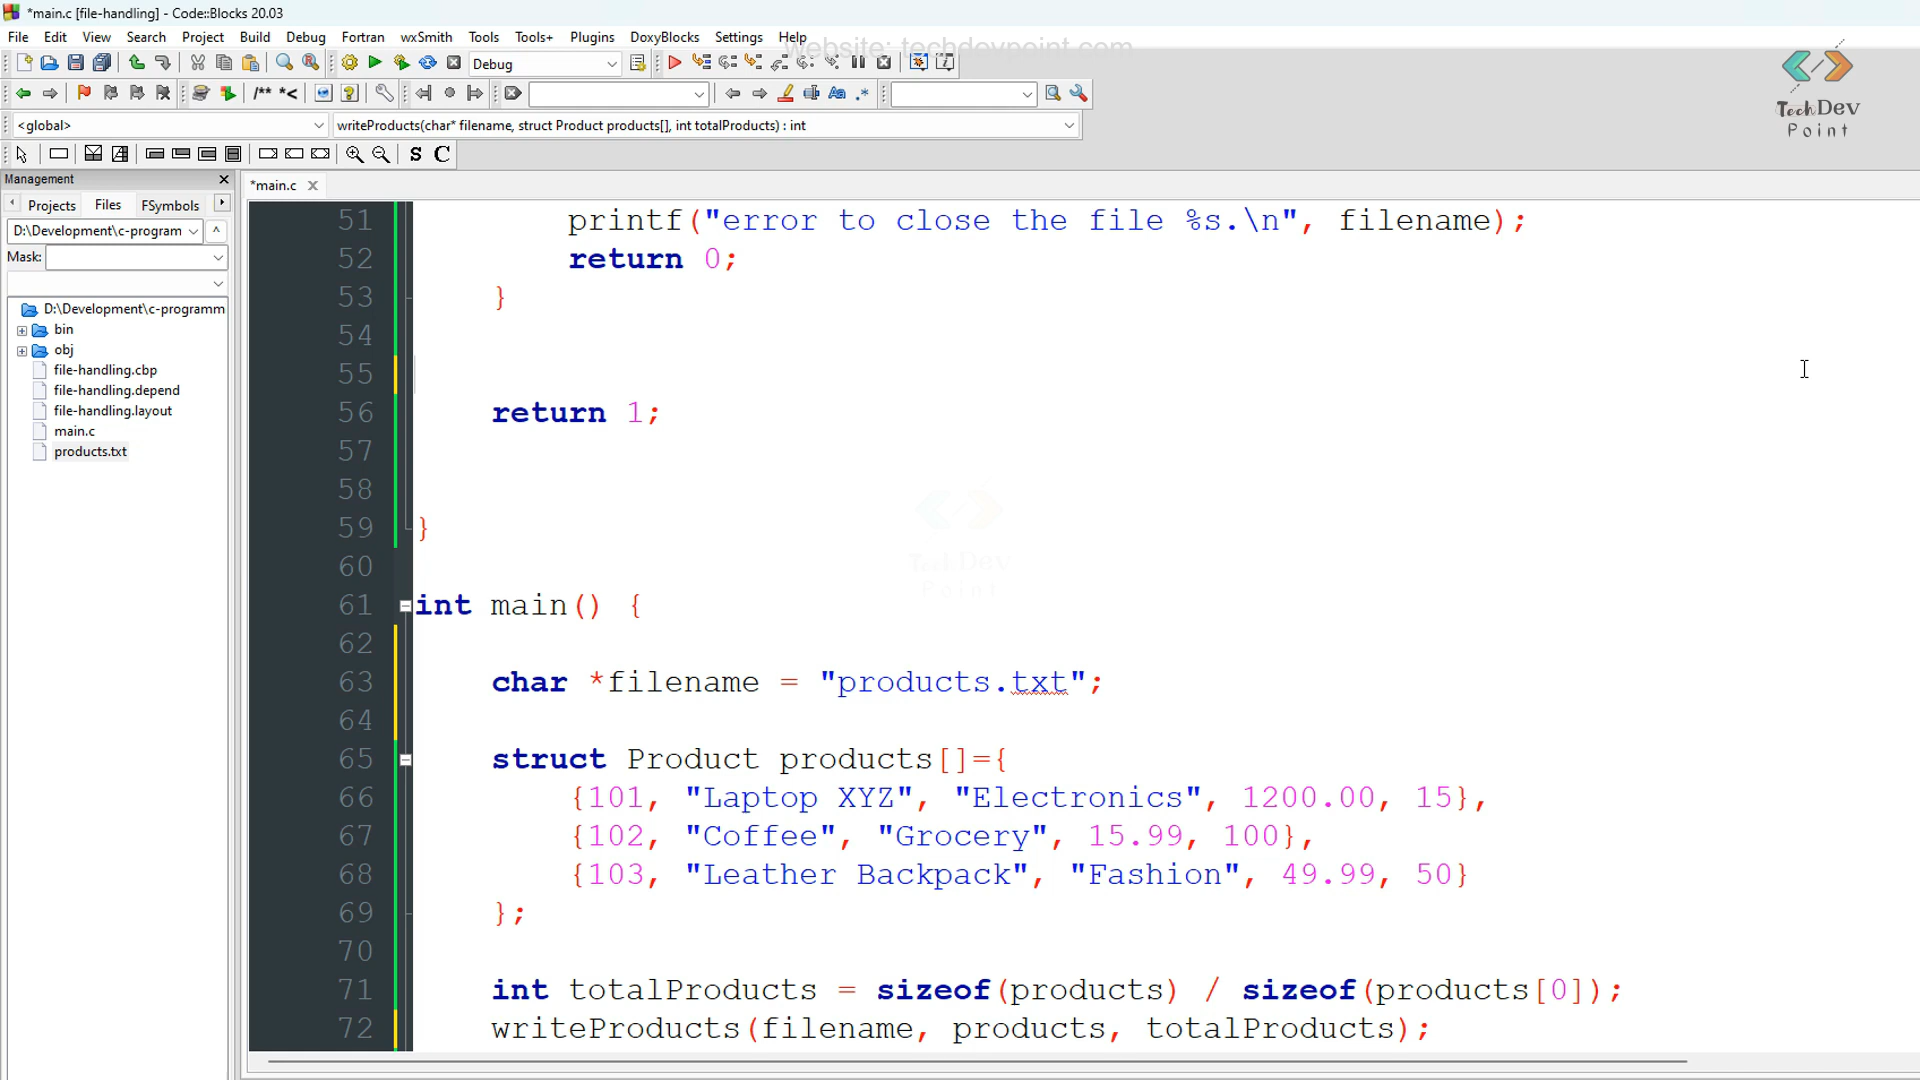 *main.c [file-handling] - Code::Blocks 20.03
File Edit View Search Project Build Debug Fortran wxSmith Tools Tools+ Plugins DoxyBlocks Settings Help
website: techdevpoint.com
Debug
/** *<
Aa .*
TechDev
Point
<global>
writeProducts(char* filename, struct Product products[], int totalProducts) : int
S C
Management
*main.c
Projects Files FSymbols
D:\Development\c-program
Mask:
D:\Development\c-programm
bin
obj
file-handling.cbp
file-handling.depend
file-handling.layout
main.c
products.txt
51 printf("error to close the file %s.\n", filename);
52 return 0;
53 }
54
55
56 return 1;
57
58
59 }
60
61 int main() {
62
63 char *filename = "products.txt";
64
65 struct Product products[]={
66 {101, "Laptop XYZ", "Electronics", 1200.00, 15},
67 {102, "Coffee", "Grocery", 15.99, 100},
68 {103, "Leather Backpack", "Fashion", 49.99, 50}
69 };
70
71 int totalProducts = sizeof(products) / sizeof(products[0]);
72 writeProducts(filename, products, totalProducts);
TechDev
Point